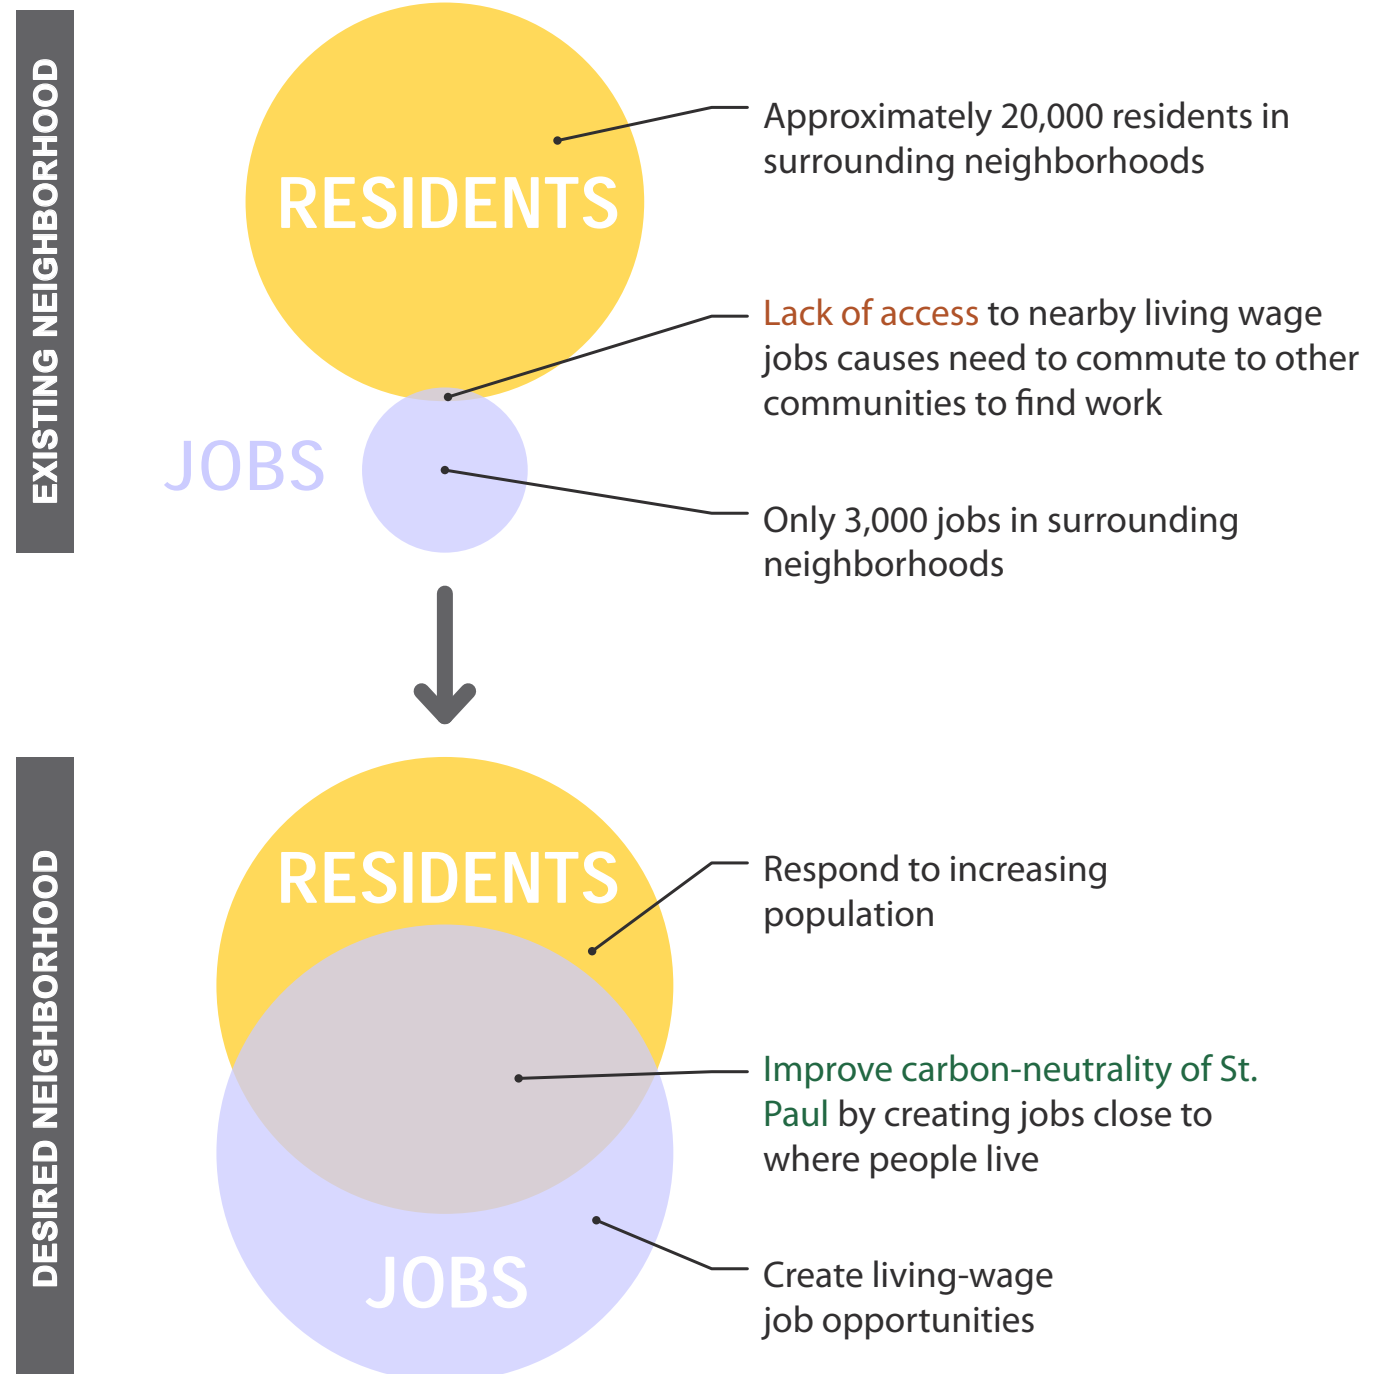 EXISTING NEIGHBORHOOD
RESIDENTS
Approximately 20,000 residents in
surrounding neighborhoods
Lack of access to nearby living wage
jobs causes need to commute to other
communities to find work
JOBS
Only 3,000 jobs in surrounding
neighborhoods
DESIRED NEIGHBORHOOD
RESIDENTS
Respond to increasing
population
Improve carbon-neutrality of St.
Paul by creating jobs close to
where people live
JOBS
Create living-wage
job opportunities